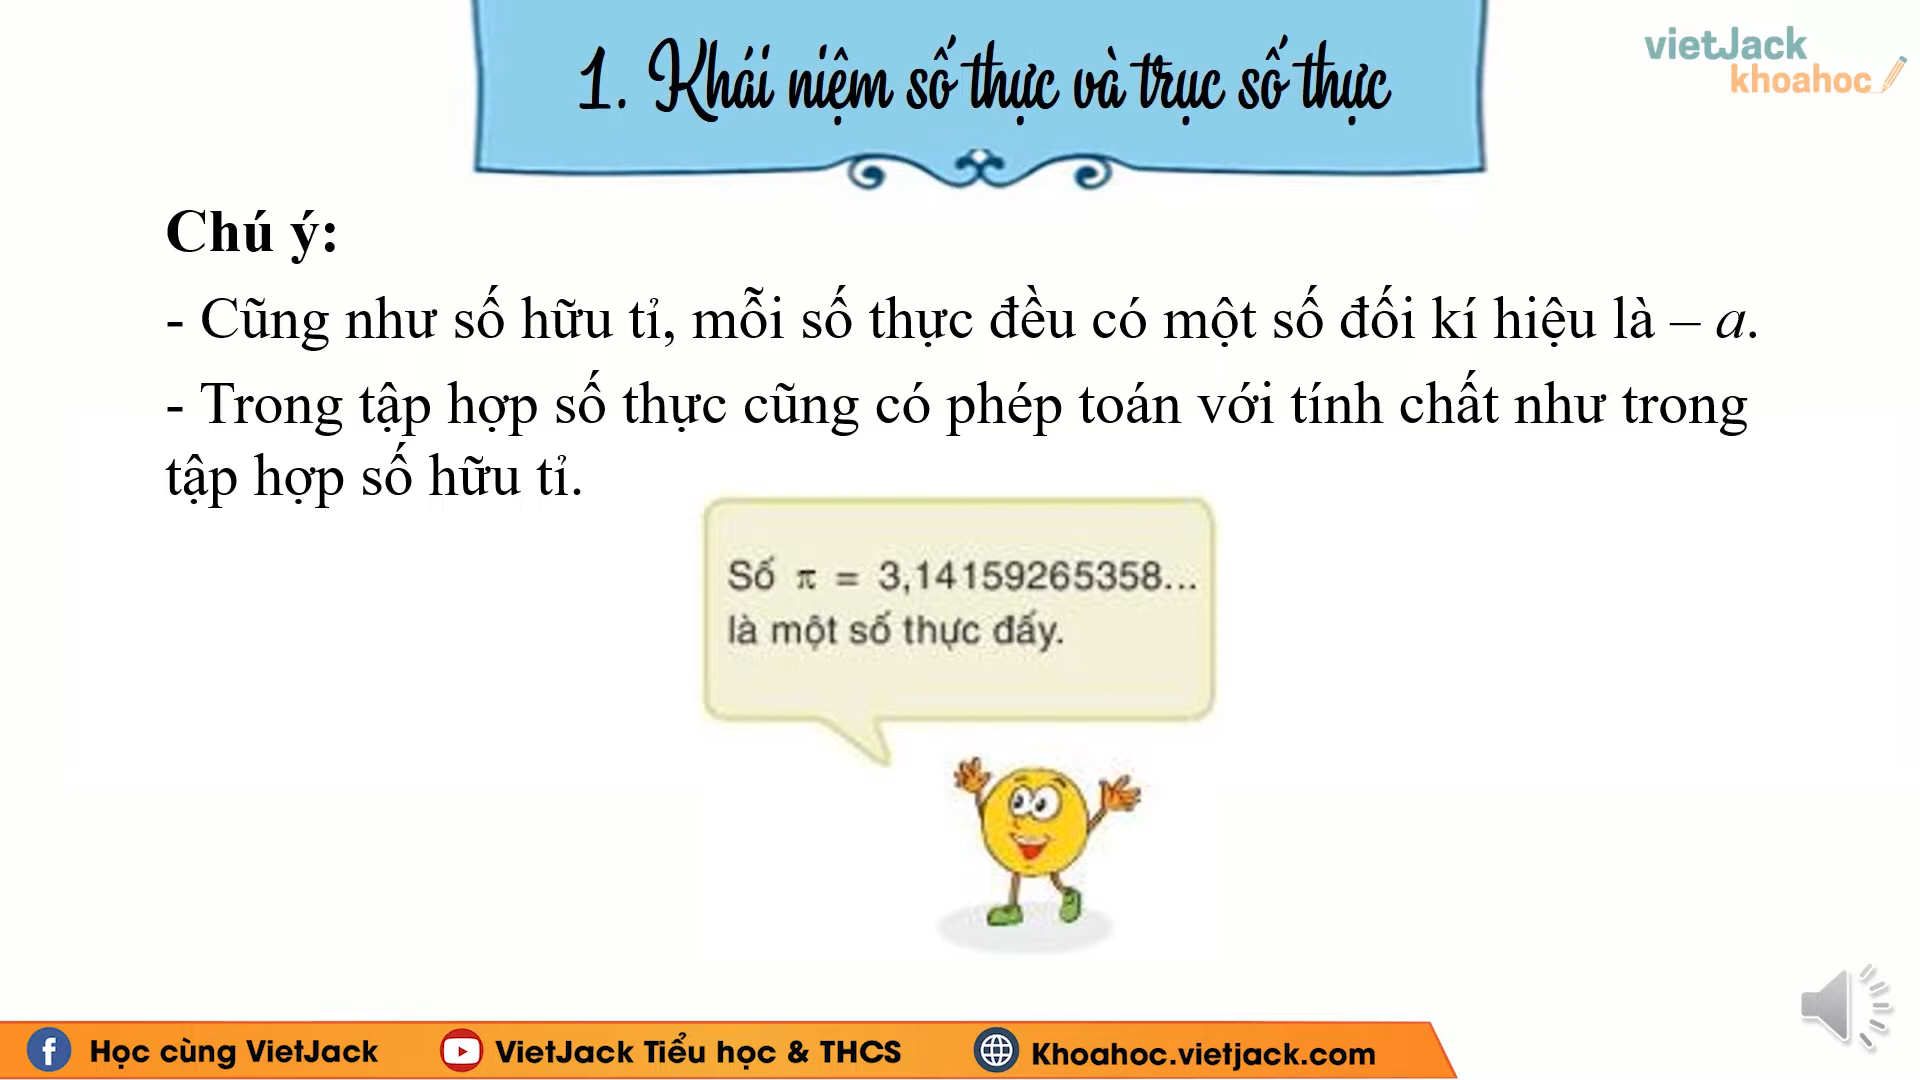 1. Khái niệm số thực và trục số thực
vietJack
khoahoc
Chú ý:
- Cũng như số hữu tỉ, mỗi số thực đều có một số đối kí hiệu là – a.
- Trong tập hợp số thực cũng có phép toán với tính chất như trong
tập hợp số hữu tỉ.
Số π = 3,14159265358...
là một số thực đấy.
Học cùng VietJack
VietJack Tiểu học & THCS
Khoahoc.vietjack.com